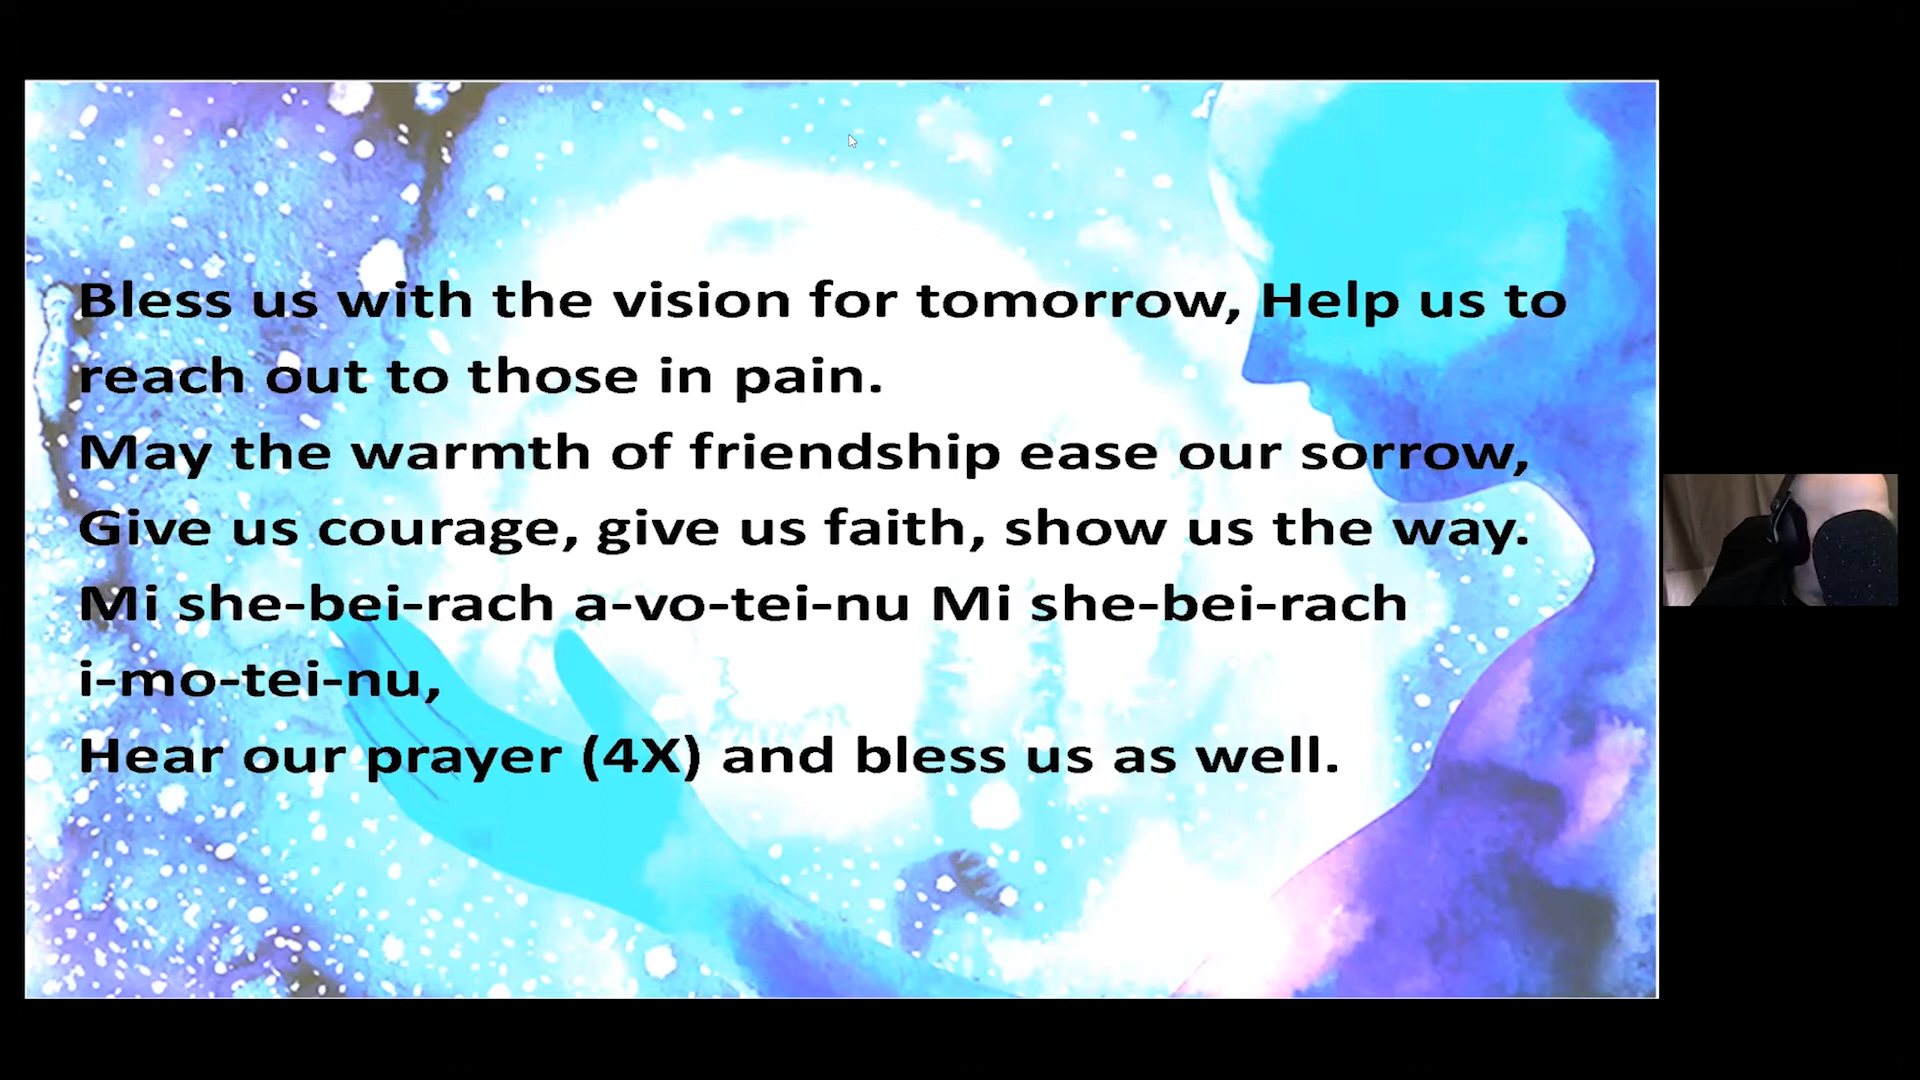 Bless us with the vision for tomorrow, Help us to
reach out to those in pain.
May the warmth of friendship ease our sorrow,
Give us courage, give us faith, show us the way.
Mi she-bei-rach a-vo-tei-nu Mi she-bei-rach
i-mo-tei-nu,
Hear our prayer (4X) and bless us as well.